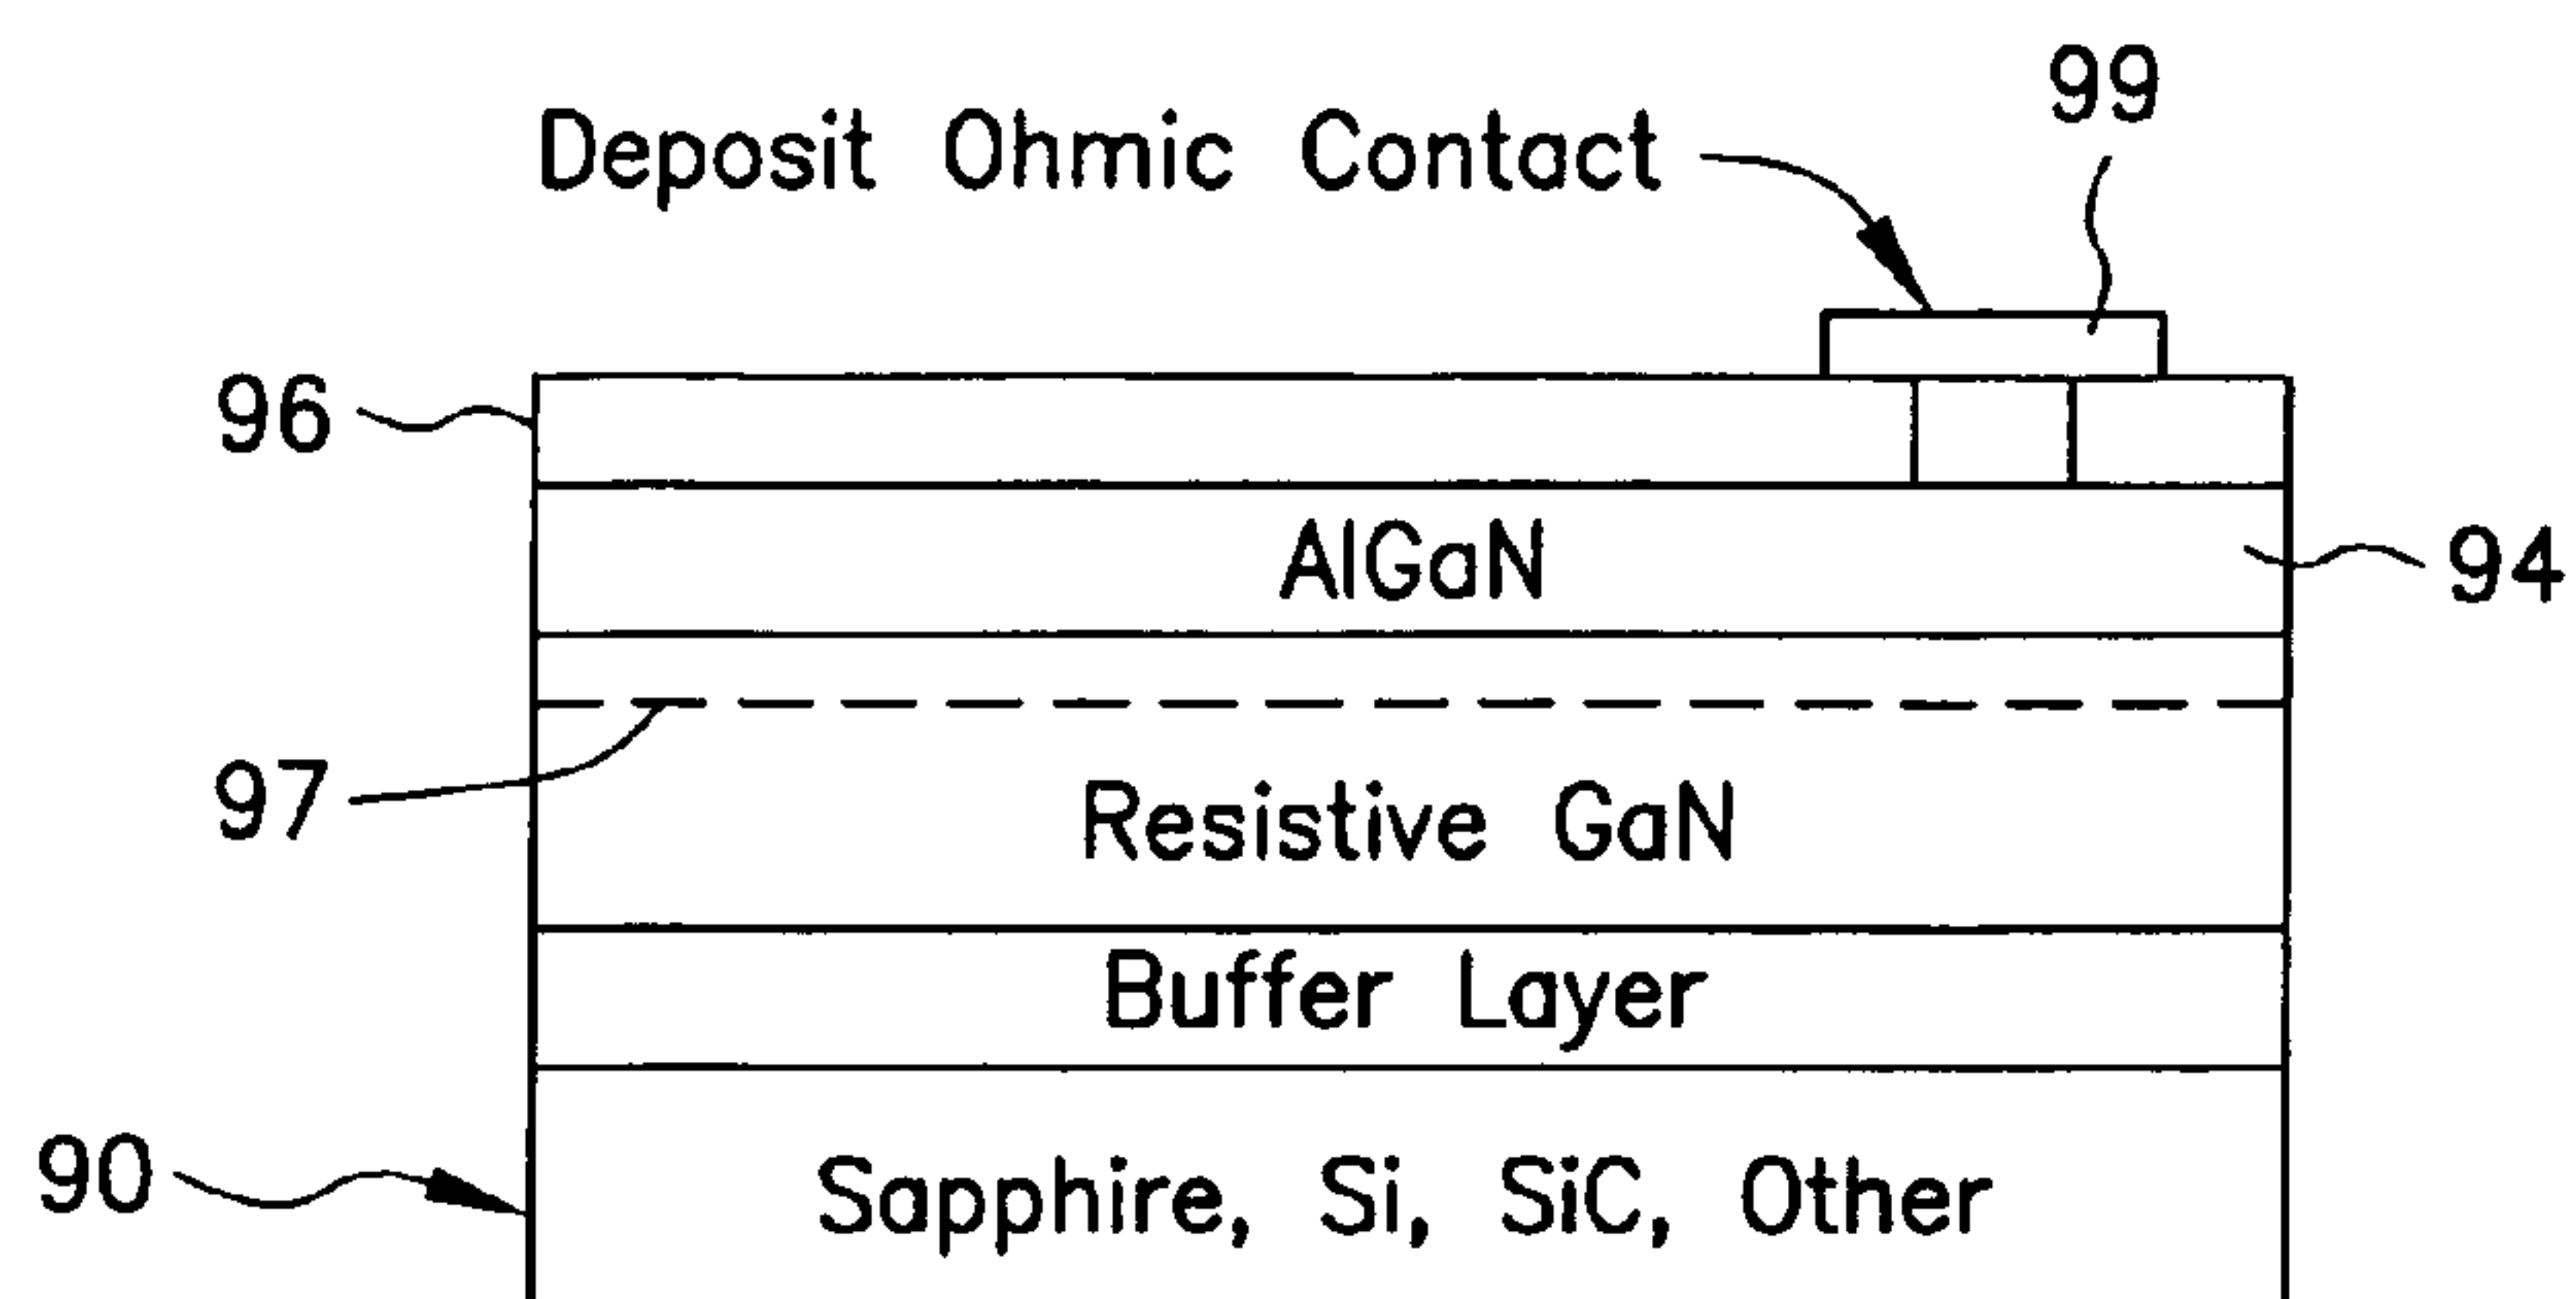 99
Deposit Ohmic Contact
96
AlGaN
94
97
Resistive GaN
Buffer Layer
90
Sapphire, Si, SiC, Other